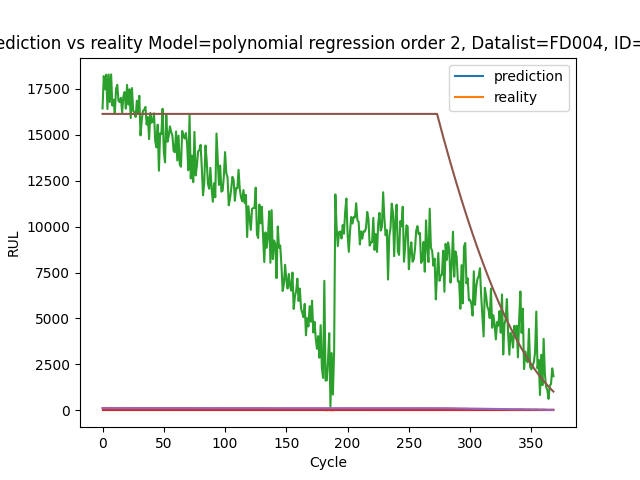 ediction vs reality Model=polynomial regression order 2, Datalist=FD004, ID=
prediction
reality
RUL
17500
15000
12500
10000
7500
5000
2500
0
0 50 100 150 200 250 300 350
Cycle